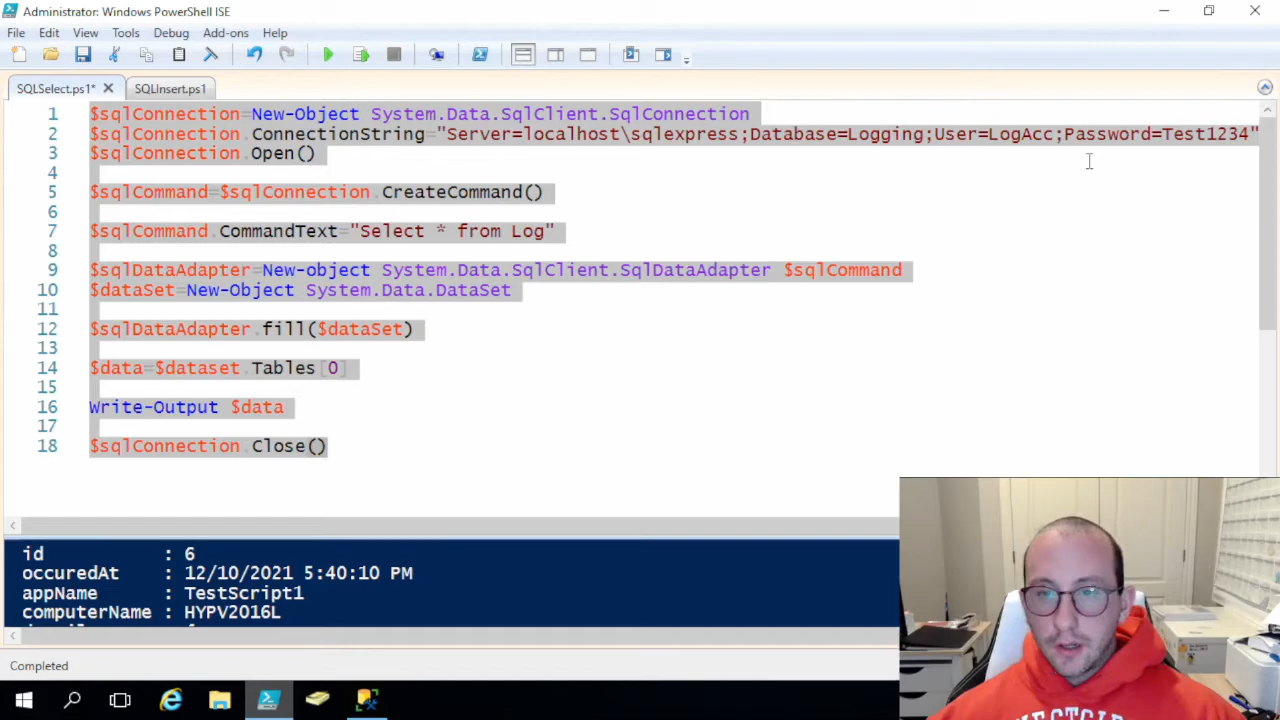 Administrator: Windows PowerShell ISE
File Edit View Tools Debug Add-ons Help
SQLSelect.ps1* SQLInsert.ps1
1 $sqlConnection=New-Object System.Data.SqlClient.SqlConnection
2 $sqlConnection.ConnectionString="Server=localhost\sqlexpress;Database=Logging;User=LogAcc;Password=Test1234"
3 $sqlConnection.Open()
4
5 $sqlCommand=$sqlConnection.CreateCommand()
6
7 $sqlCommand.CommandText="Select * from Log"
8
9 $sqlDataAdapter=New-object System.Data.SqlClient.SqlDataAdapter $sqlCommand
10 $dataSet=New-Object System.Data.DataSet
11
12 $sqlDataAdapter.fill($dataSet)
13
14 $data=$dataset.Tables[0]
15
16 Write-Output $data
17
18 $sqlConnection.Close()
id : 6
occuredAt : 12/10/2021 5:40:10 PM
appName : TestScript1
computerName : HYPV2016L
Completed